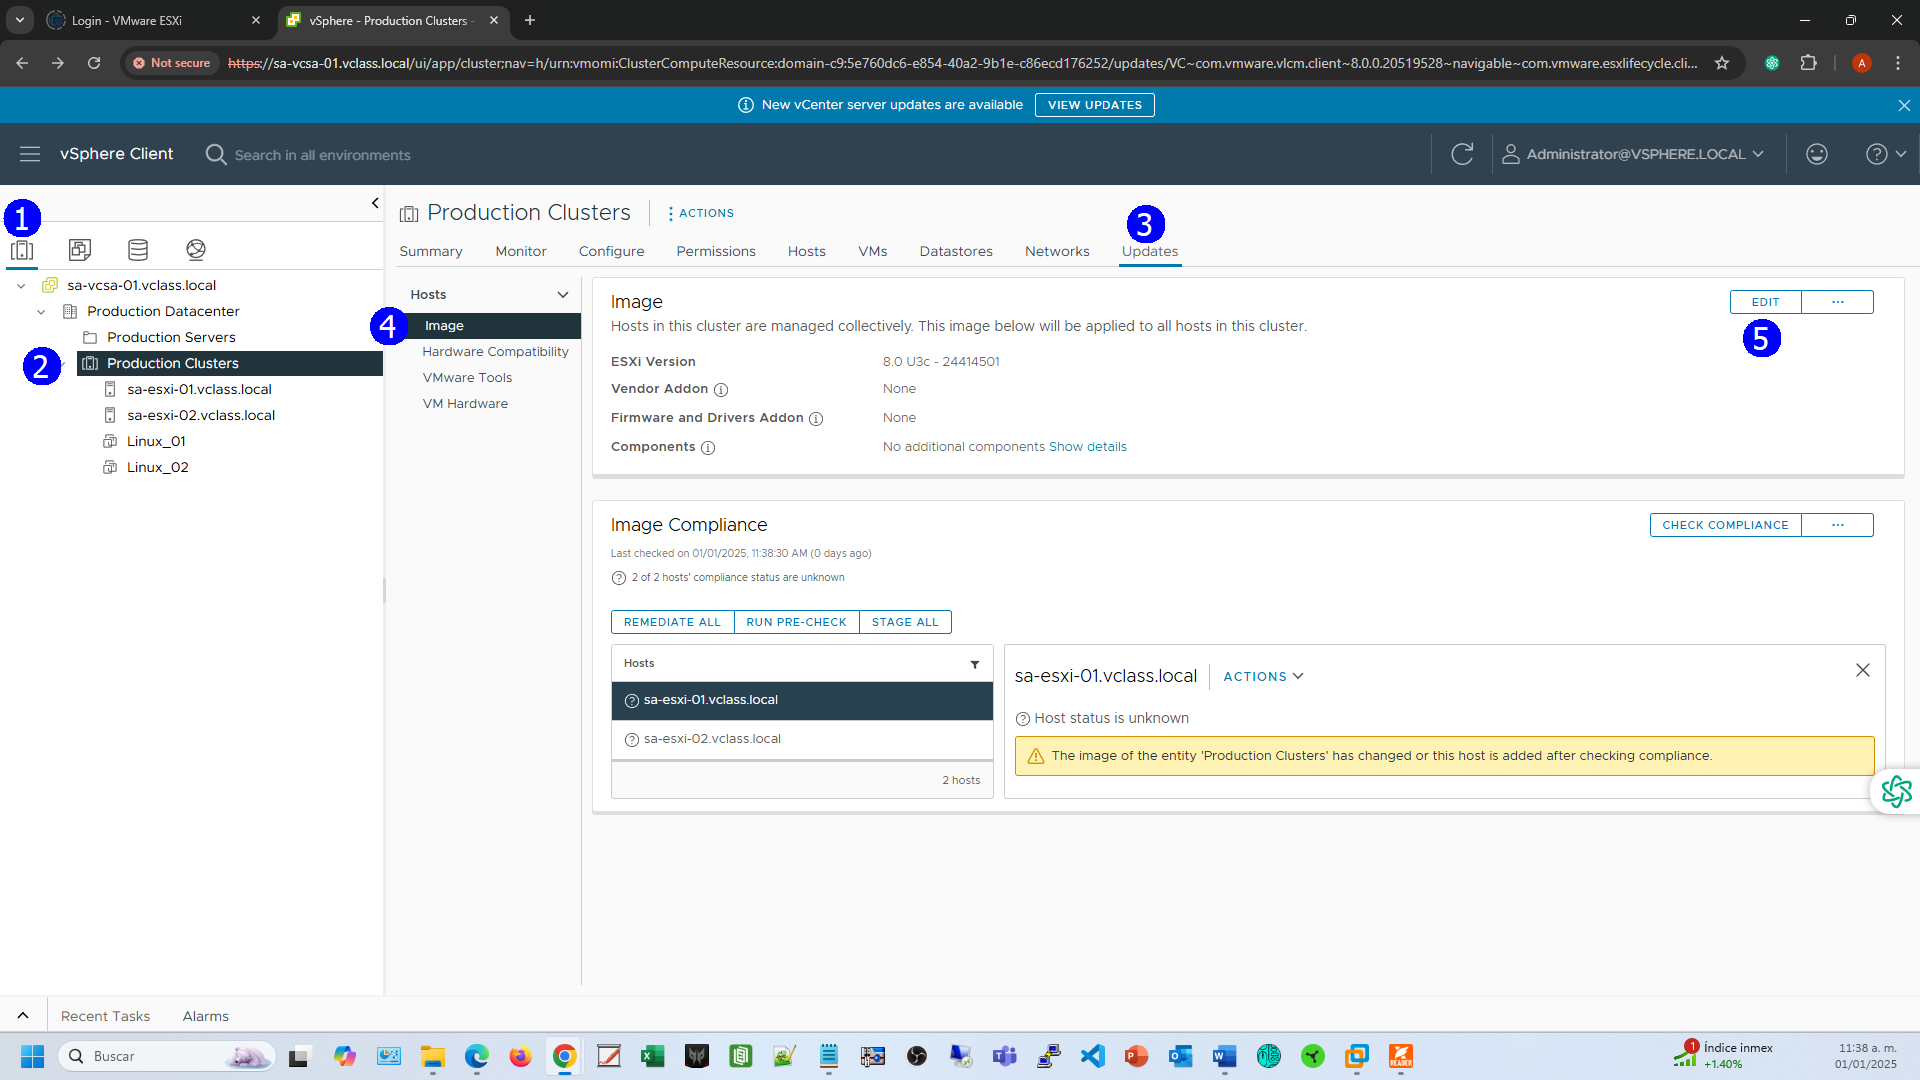 Login - VMware ESXi
vSphere - Production Clusters -
Not secure
https://sa-vcsa-01.vclass.local/ui/app/cluster;nav=h/urn:vmomi:ClusterComputeResource:domain-c9:5e760dc6-e854-40a2-9b1e-c86ecd176252/updates/VC~com.vmware.vlcm.client~8.0.0.20519528~navigable~com.vmware.esxlifecycle.cli...
A
New vCenter server updates are available
VIEW UPDATES
vSphere Client
Search in all environments
Administrator@VSPHERE.LOCAL
1
sa-vcsa-01.vclass.local
Production Datacenter
Production Servers
2
Production Clusters
sa-esxi-01.vclass.local
sa-esxi-02.vclass.local
Linux_01
Linux_02
Production Clusters
ACTIONS
3
Summary
Monitor
Configure
Permissions
Hosts
VMs
Datastores
Networks
Updates
Hosts
4
Image
Hardware Compatibility
VMware Tools
VM Hardware
Image
EDIT
...
5
Hosts in this cluster are managed collectively. This image below will be applied to all hosts in this cluster.
ESXi Version
8.0 U3c - 24414501
Vendor Addon
None
Firmware and Drivers Addon
None
Components
No additional components Show details
Image Compliance
CHECK COMPLIANCE
...
Last checked on 01/01/2025, 11:38:30 AM (0 days ago)
2 of 2 hosts' compliance status are unknown
REMEDIATE ALL
RUN PRE-CHECK
STAGE ALL
Hosts
sa-esxi-01.vclass.local
sa-esxi-02.vclass.local
2 hosts
sa-esxi-01.vclass.local
ACTIONS
Host status is unknown
The image of the entity 'Production Clusters' has changed or this host is added after checking compliance.
Recent Tasks
Alarms
Buscar
READER
1
Índice inmex
+1.40%
11:38 a. m.
01/01/2025